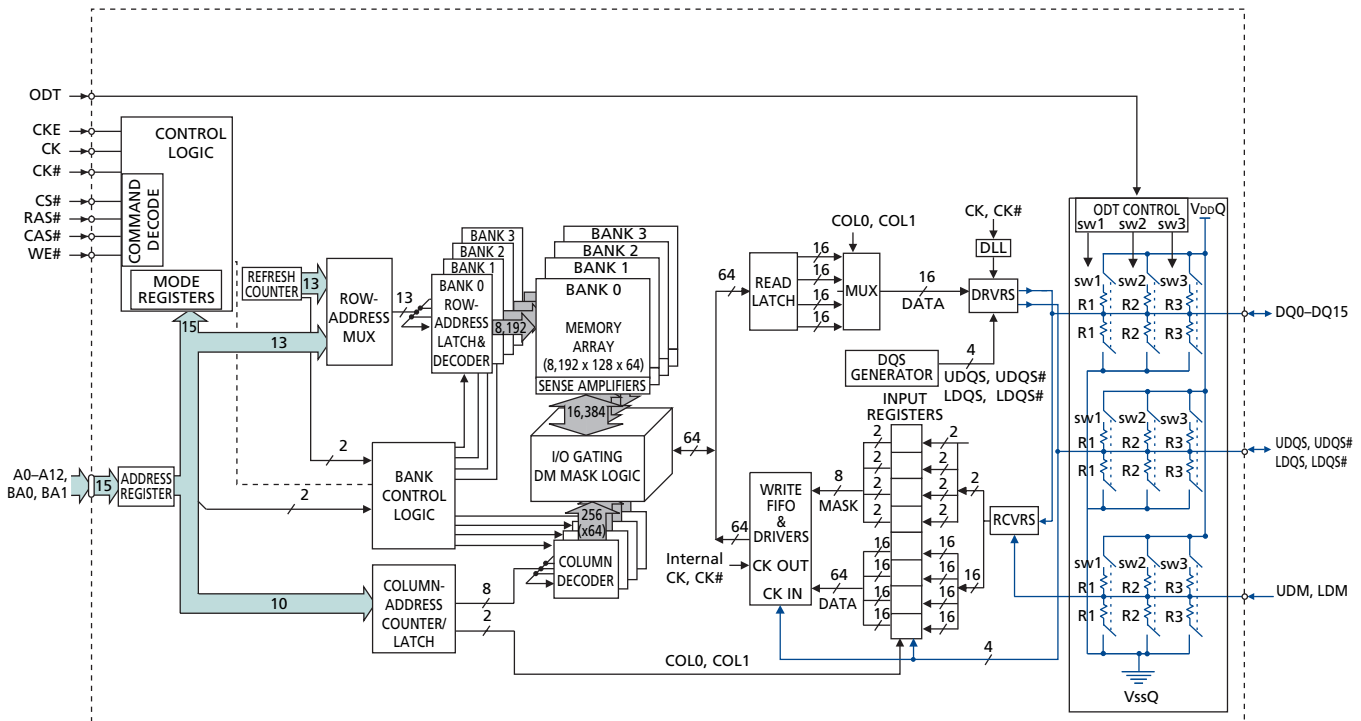 ODT
CKE
CK
CK#
CS#
RAS#
CAS#
WE#
CONTROL
LOGIC
COMMAND
DECODE
MODE
REGISTERS
15
REFRESH
COUNTER
13
13
ROW-
ADDRESS
MUX
13
BANK 3
BANK 2
BANK 1
BANK 0
ROW-
ADDRESS
LATCH &
DECODER
8,192
BANK 3
BANK 2
BANK 1
BANK 0
MEMORY
ARRAY
(8,192 x 128 x 64)
SENSE AMPLIFIERS
16,384
I/O GATING
DM MASK LOGIC
256
(x64)
COLUMN
DECODER
A0–A12,
BA0, BA1
15
ADDRESS
REGISTER
2
2
BANK
CONTROL
LOGIC
10
COLUMN-
ADDRESS
COUNTER/
LATCH
8
2
COL0, COL1
64
64
64
READ
LATCH
16
16
16
16
COL0, COL1
MUX
16
DATA
CK, CK#
DLL
DRVRS
DQS
GENERATOR
4
UDQS, UDQS#
LDQS, LDQS#
INPUT
REGISTERS
2
2
2
2
2
2
2
2
2
8
MASK
WRITE
FIFO
&
DRIVERS
CK OUT
CK IN
Internal
CK, CK#
64
DATA
16
16
16
16
16
16
16
16
16
RCVRS
4
ODT CONTROL
VDDQ
sw1 sw2 sw3
sw1 sw2 sw3
R1 R2 R3
R1 R2 R3
sw1 sw2 sw3
R1 R2 R3
R1 R2 R3
sw1 sw2 sw3
R1 R2 R3
R1 R2 R3
VssQ
DQ0–DQ15
UDQS, UDQS#
LDQS, LDQS#
UDM, LDM